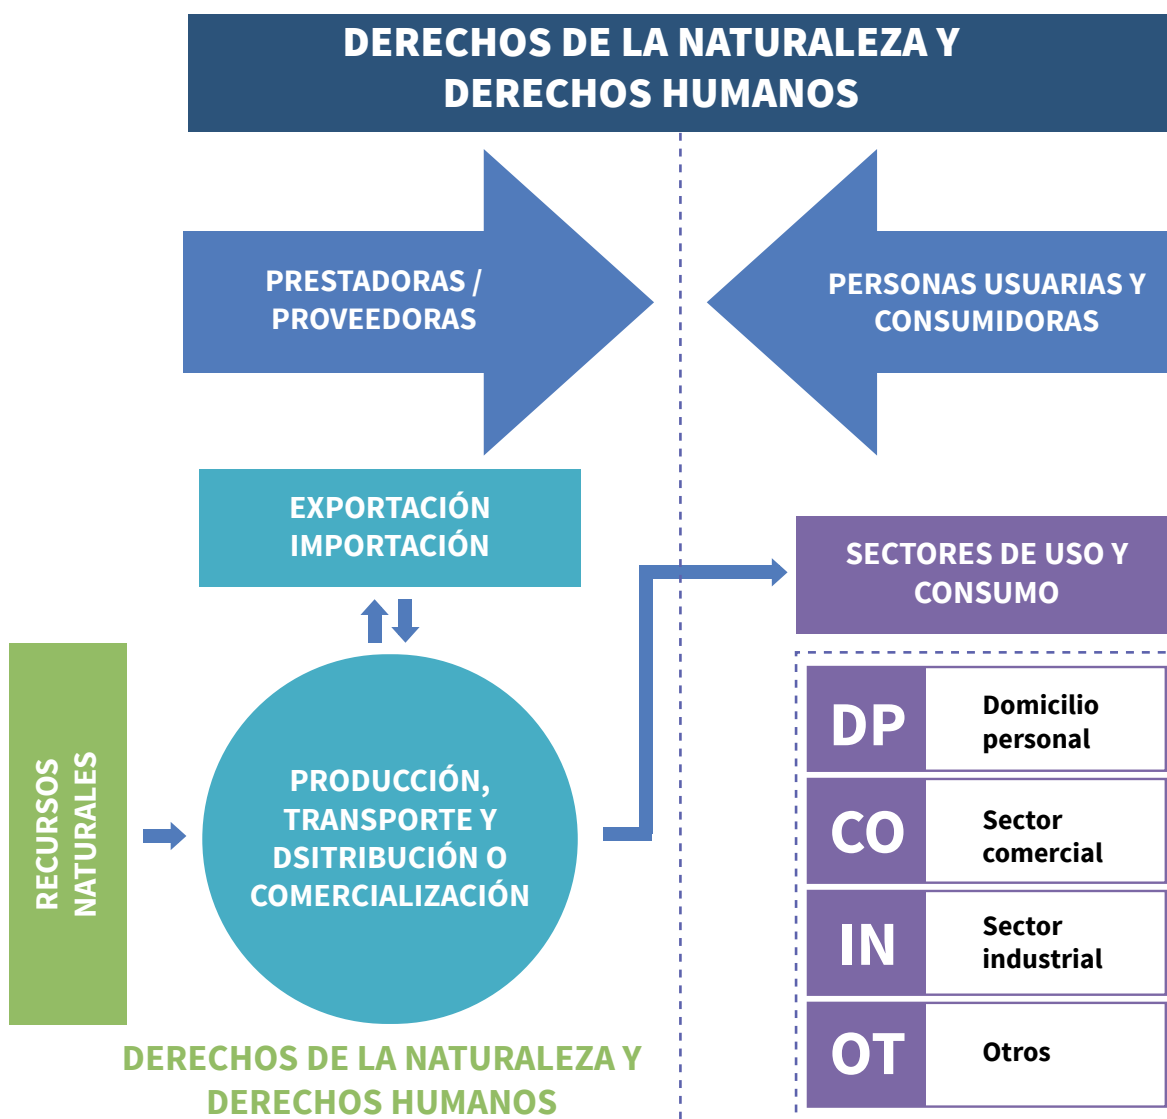 DERECHOS DE LA NATURALEZA Y
DERECHOS HUMANOS
PRESTADORAS /
PROVEEDORAS
PERSONAS USUARIAS Y
CONSUMIDORAS
EXPORTACIÓN
IMPORTACIÓN
SECTORES DE USO Y
CONSUMO
RECURSOS
NATURALES
PRODUCCIÓN,
TRANSPORTE Y
DSITRIBUCIÓN O
COMERCIALIZACIÓN
DP
Domicilio
personal
CO
Sector
comercial
IN
Sector
industrial
OT
Otros
DERECHOS DE LA NATURALEZA Y
DERECHOS HUMANOS